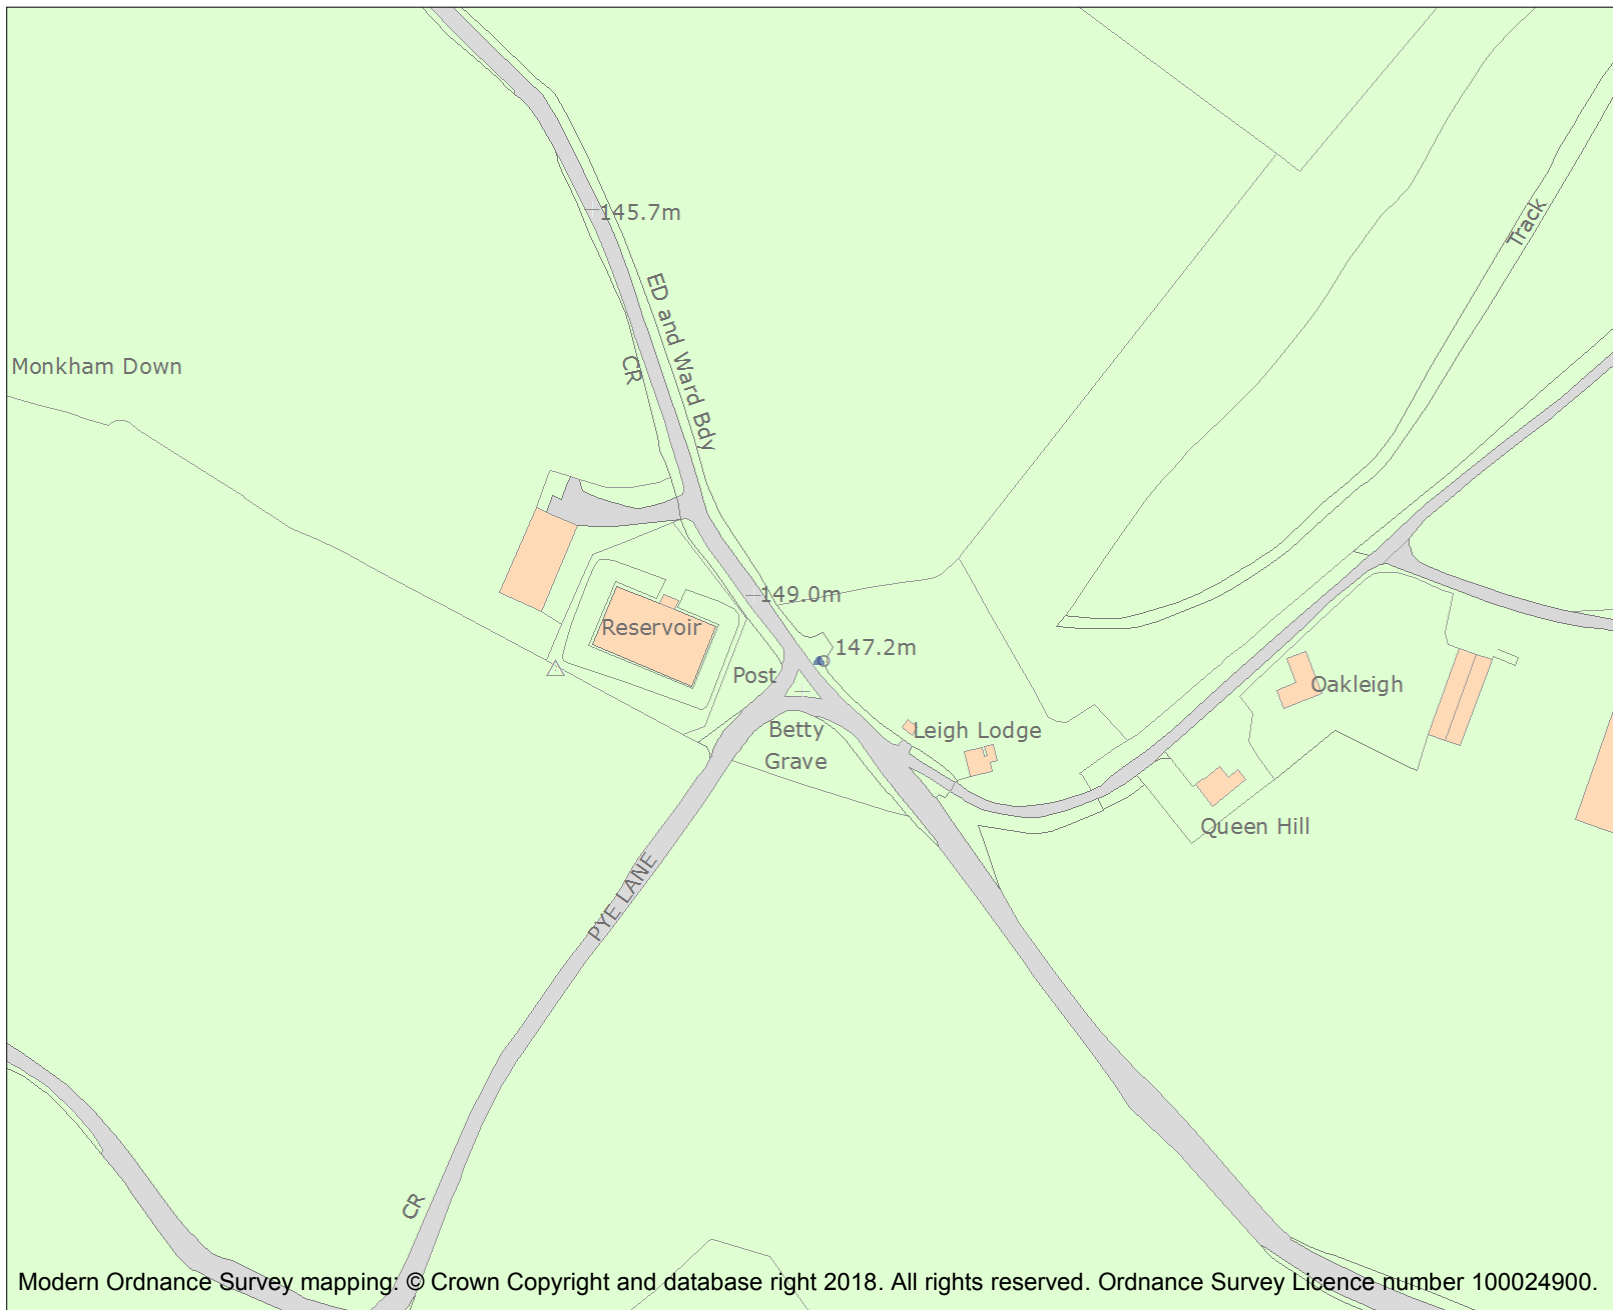 145.7m
Track
ED and Ward Bdy
CR
Monkham Down
149.0m
Reservoir
147.2m
Post
Oakleigh
Betty
Grave
Leigh Lodge
Queen Hill
PYE LANE
CR
Modern Ordnance Survey mapping: © Crown Copyright and database right 2018. All rights reserved. Ordnance Survey Licence number 100024900.